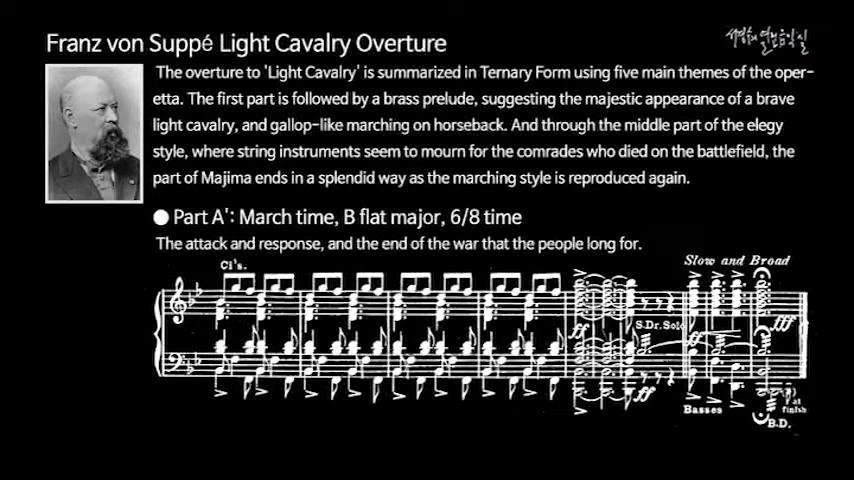 Franz von Suppé Light Cavalry Overture
The overture to 'Light Cavalry' is summarized in Ternary Form using five main themes of the oper-
etta. The first part is followed by a brass prelude, suggesting the majestic appearance of a brave
light cavalry, and gallop-like marching on horseback. And through the middle part of the elegy
style, where string instruments seem to mourn for the comrades who died on the battlefield, the
part of Majima ends in a splendid way as the marching style is reproduced again.
● Part A': March time, B flat major, 6/8 time
The attack and response, and the end of the war that the people long for.
Cl's.
Slow and Broad
ff
S.Dr. Solo
fff
ff
Basses
at
finish
B.D.